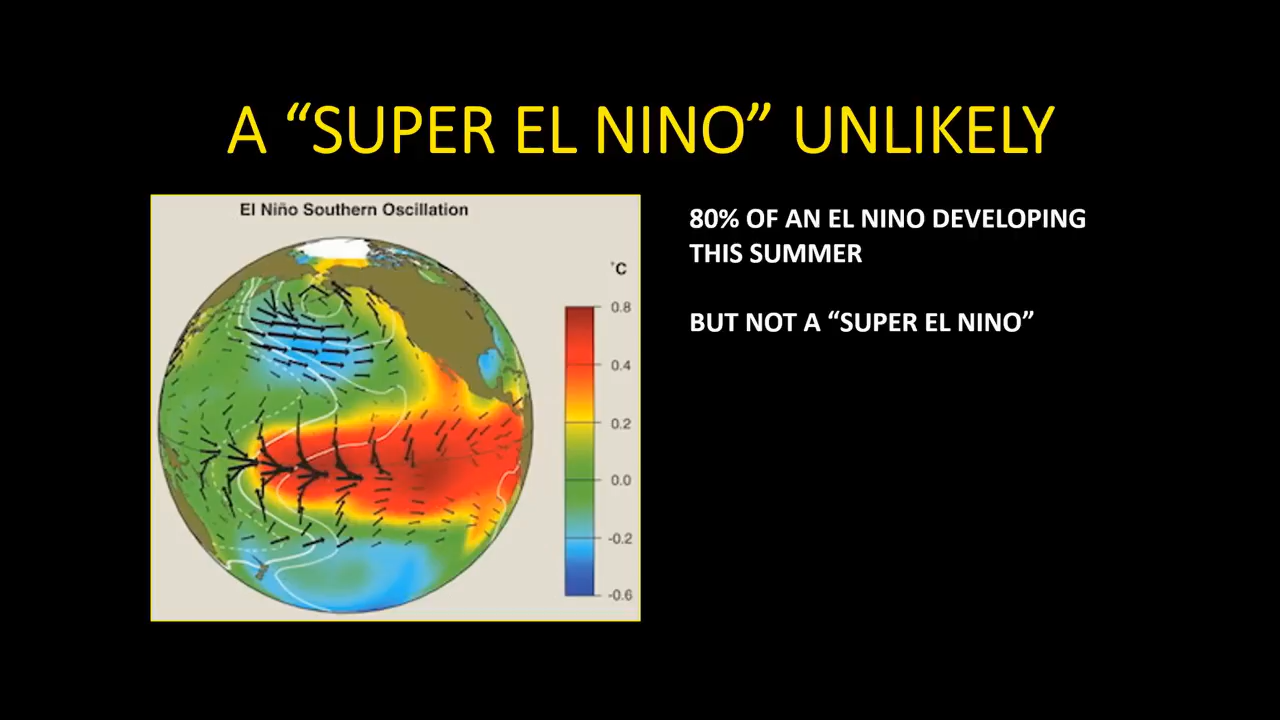 A “SUPER EL NINO” UNLIKELY
El Niño Southern Oscillation
°C
0.8
0.4
0.2
0.0
-0.2
-0.6
80% OF AN EL NINO DEVELOPING
THIS SUMMER
BUT NOT A “SUPER EL NINO”